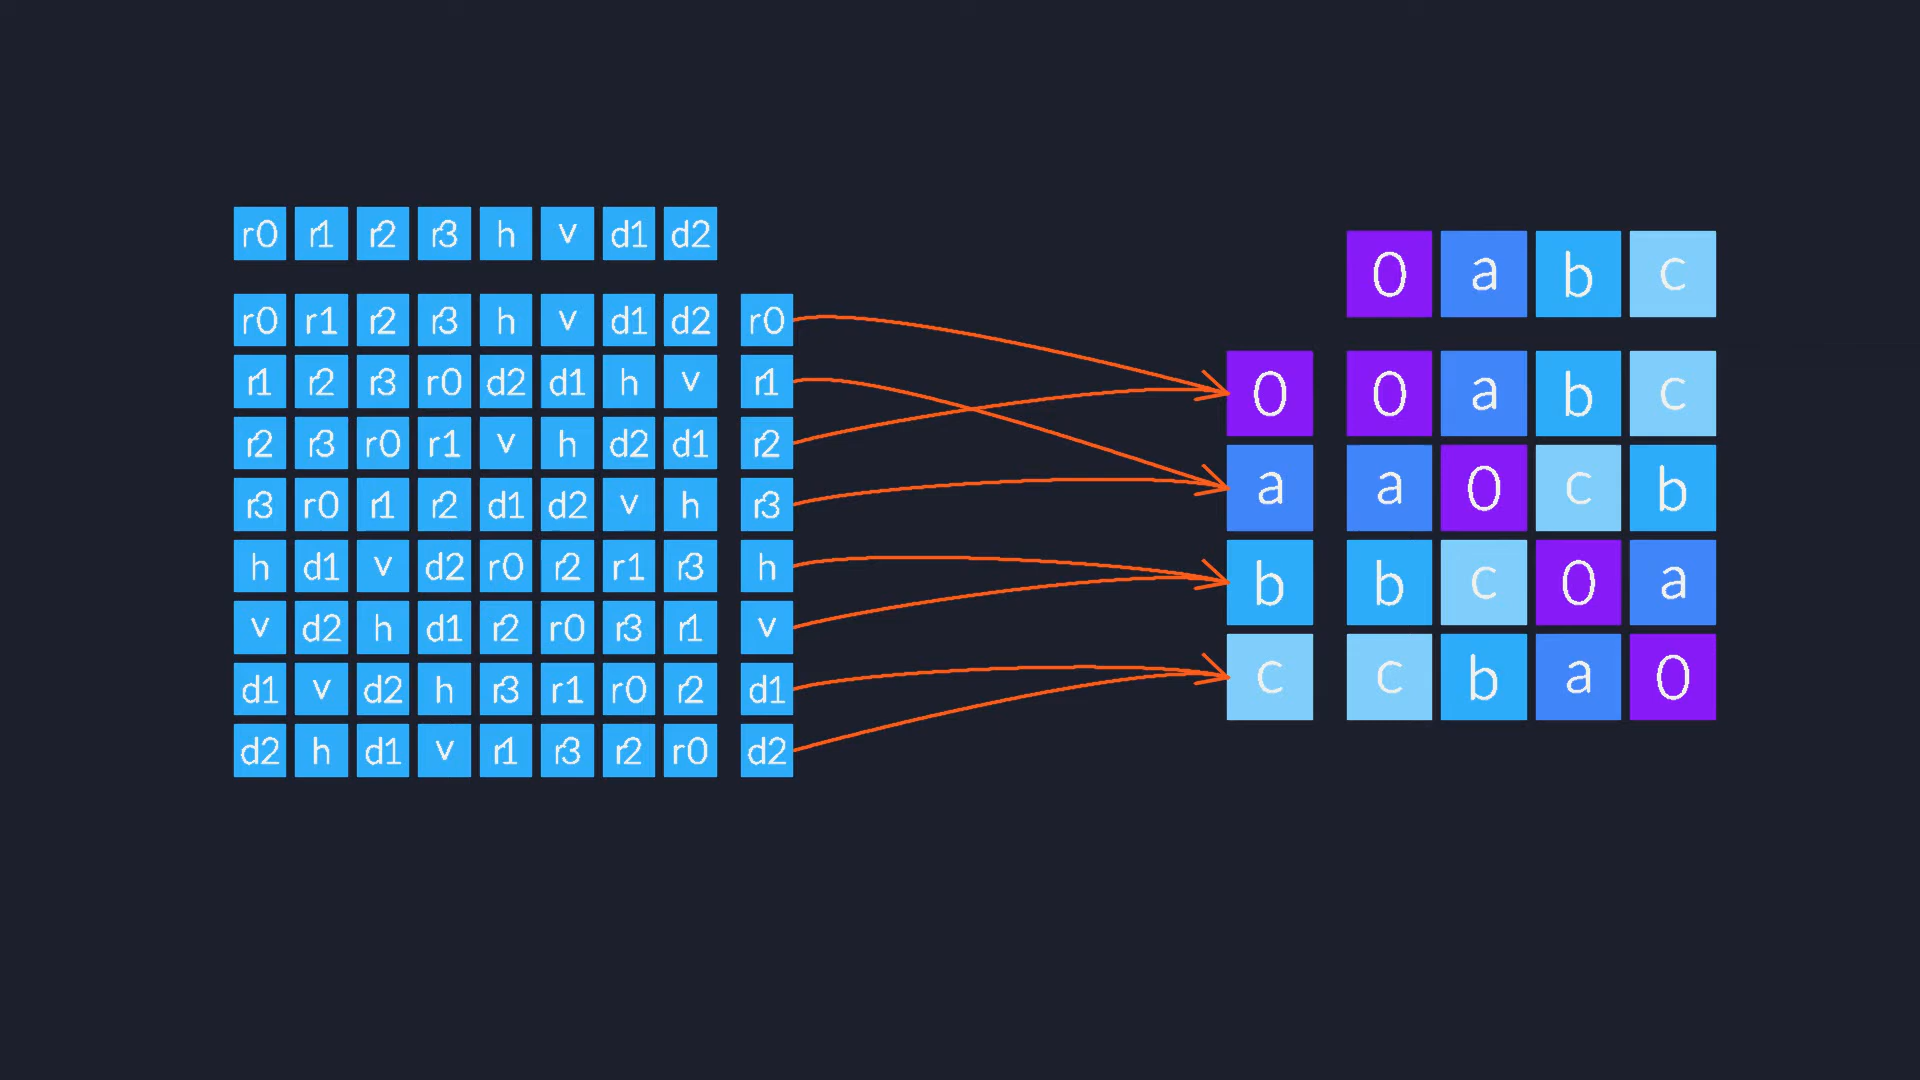 r0 r1 r2 r3 h v d1 d2
r0 r1 r2 r3 h v d1 d2 r0
r1 r2 r3 r0 d2 d1 h v r1
r2 r3 r0 r1 v h d2 d1 r2
r3 r0 r1 r2 d1 d2 v h r3
h d1 v d2 r0 r2 r1 r3 h
v d2 h d1 r2 r0 r3 r1 v
d1 v d2 h r3 r1 r0 r2 d1
d2 h d1 v r1 r3 r2 r0 d2
0 a b c
0 0 a b c
a a 0 c b
b b c 0 a
c c b a 0